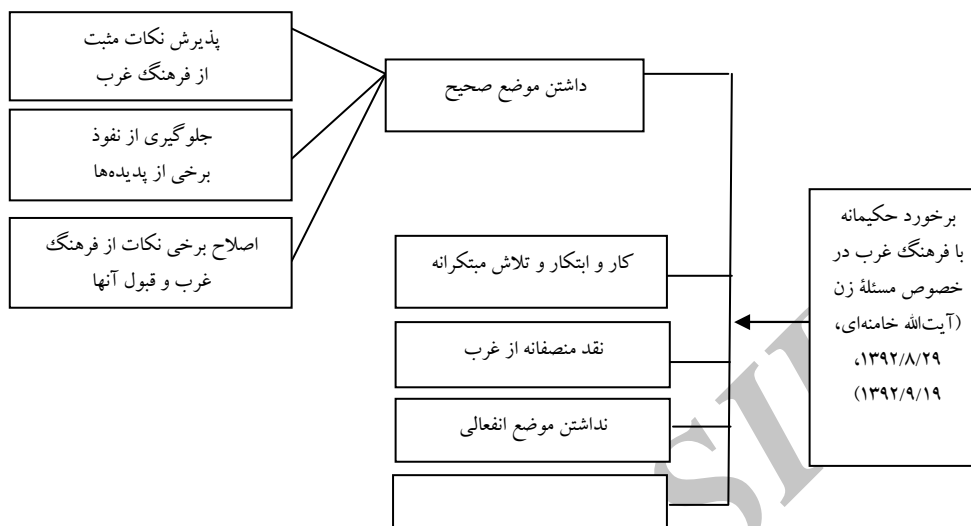 برخورد حکیمانه
با فرهنگ غرب در
خصوص مسئلهٔ زن
(آیت‌الله خامنه‌ای،
۱۳۹۲/۸/۲۹،
۱۳۹۲/۹/۱۹)
داشتن موضع صحیح
پذیرش نکات مثبت
از فرهنگ غرب
جلوگیری از نفوذ
برخی از پدیده‌ها
اصلاح برخی نکات از فرهنگ
غرب و قبول آنها
کار و ابتکار و تلاش مبتکرانه
نقد منصفانه از غرب
نداشتن موضع انفعالی